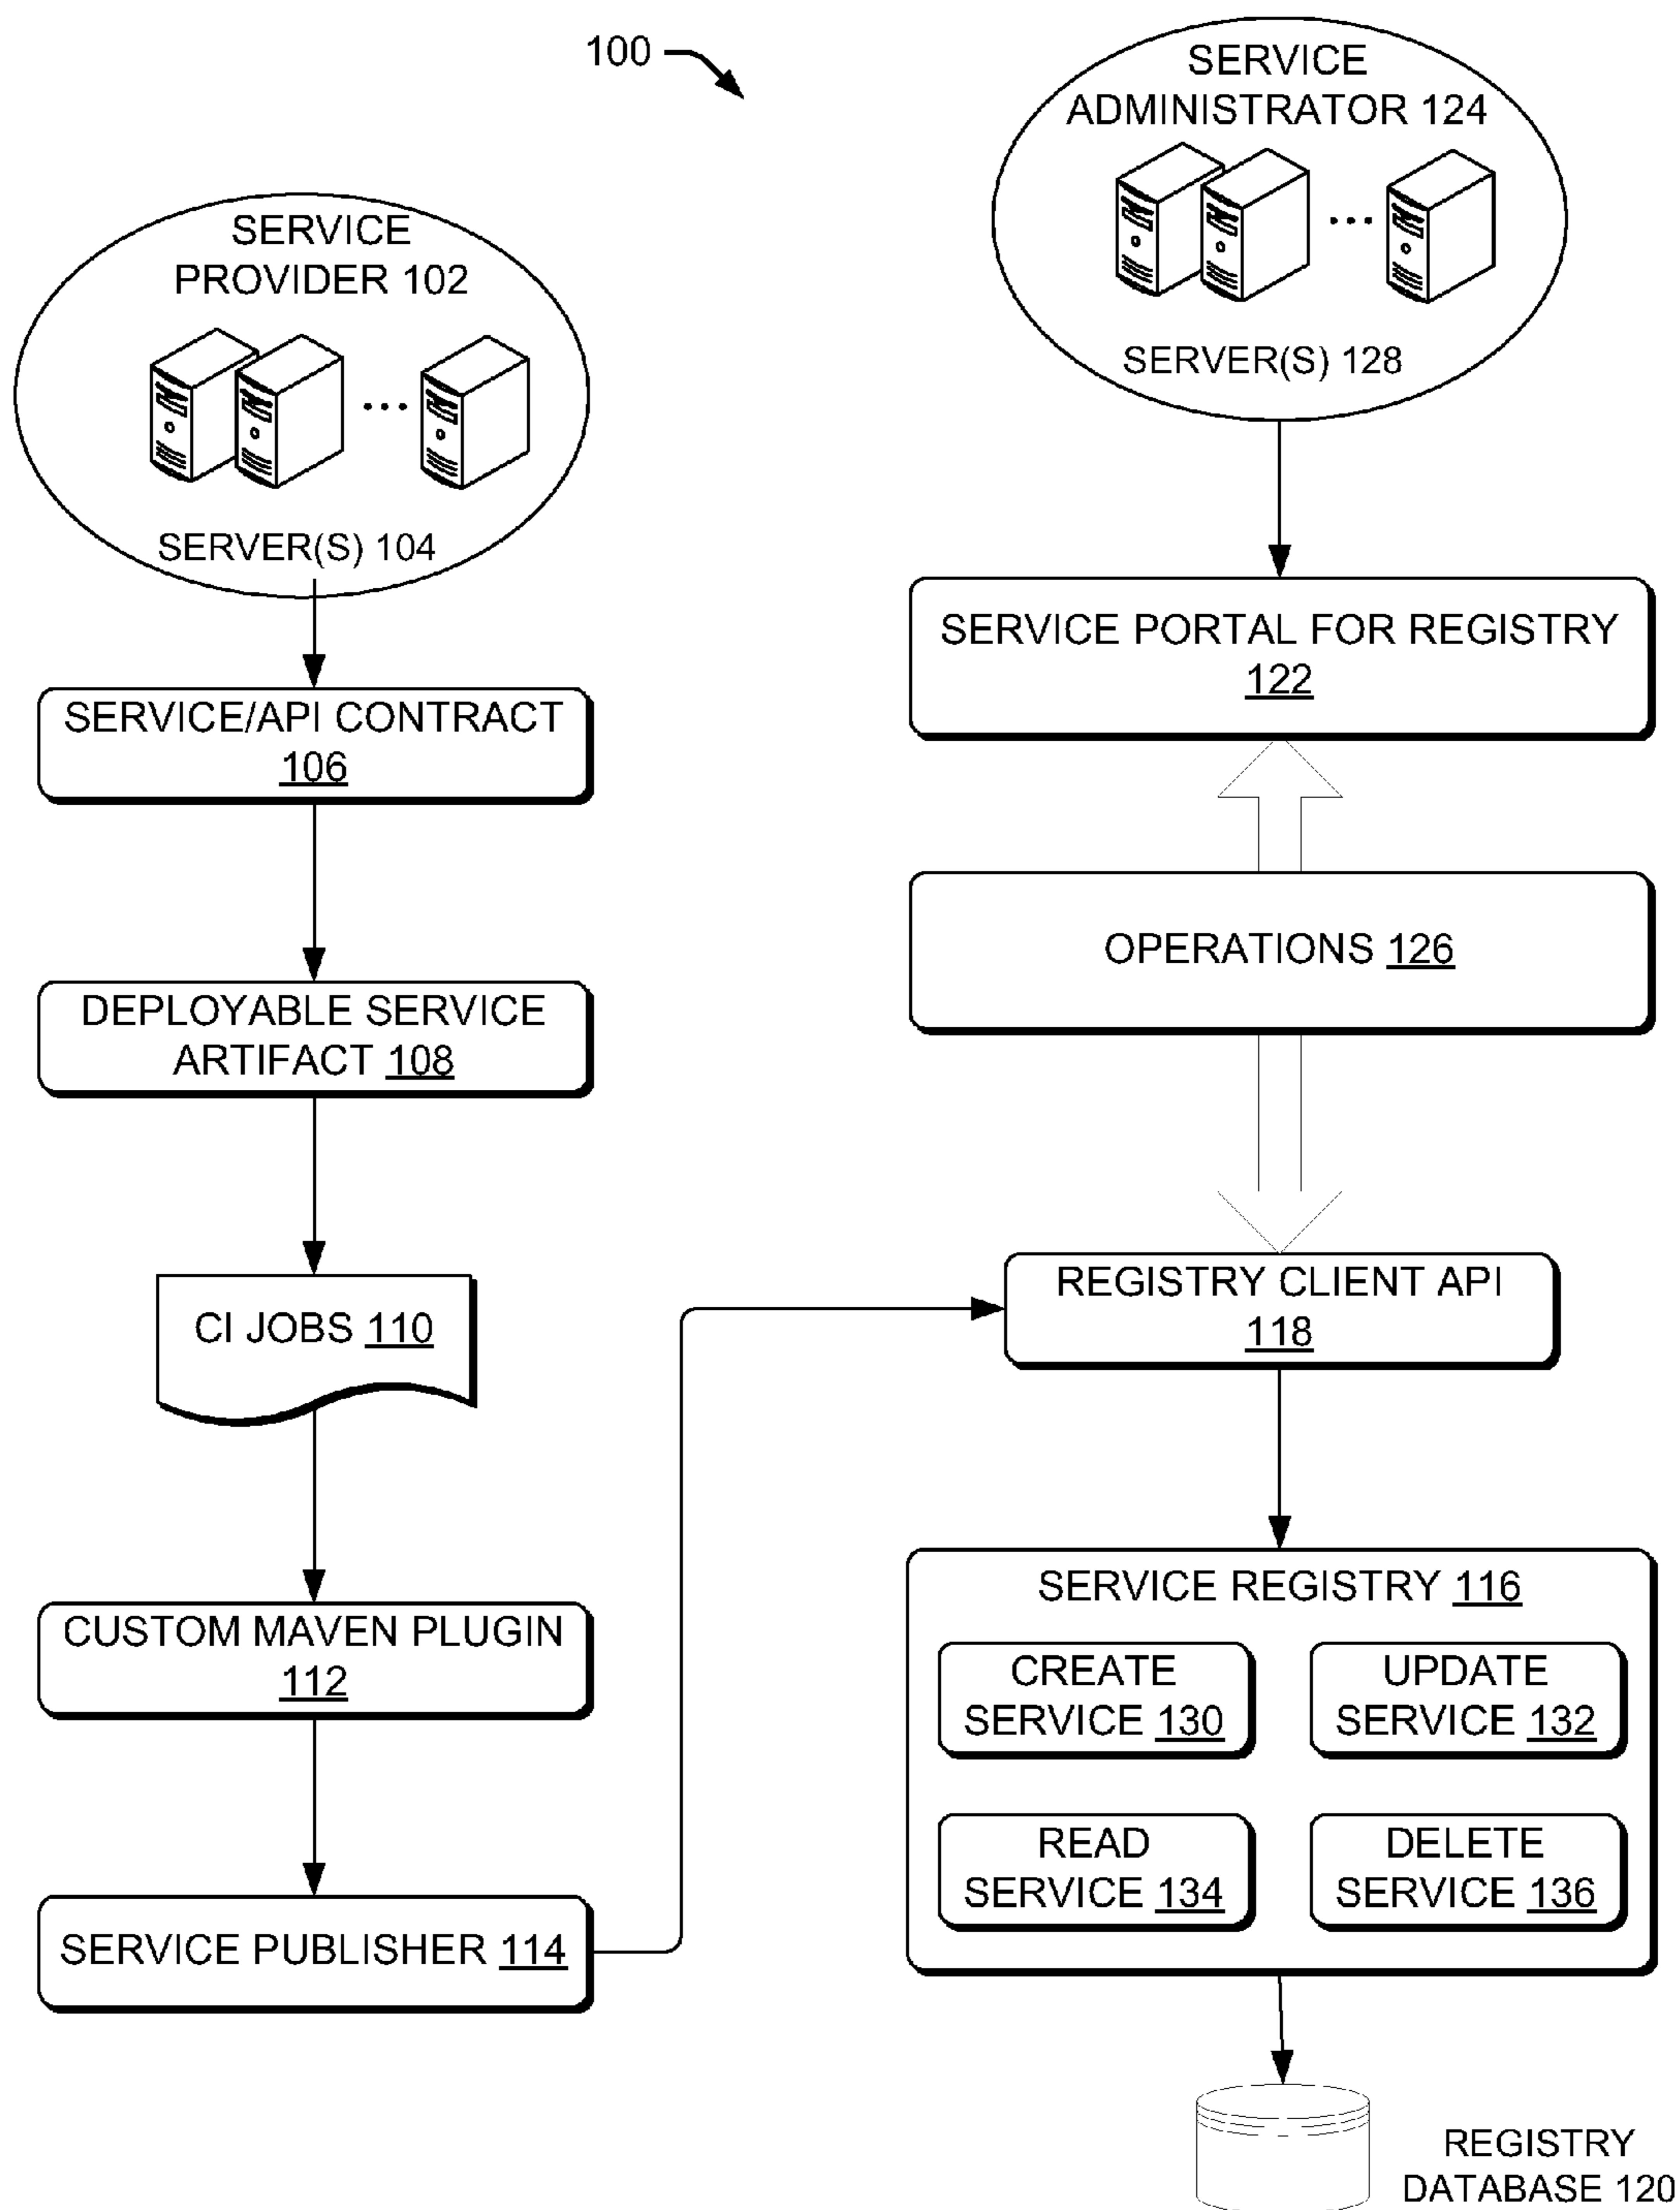 100
SERVICE
ADMINISTRATOR 124
SERVER(S) 128
SERVICE
PROVIDER 102
SERVER(S) 104
SERVICE PORTAL FOR REGISTRY
122
SERVICE/API CONTRACT
106
OPERATIONS 126
DEPLOYABLE SERVICE
ARTIFACT 108
CI JOBS 110
REGISTRY CLIENT API
118
CUSTOM MAVEN PLUGIN
112
SERVICE PUBLISHER 114
SERVICE REGISTRY 116
CREATE
SERVICE 130
UPDATE
SERVICE 132
READ
SERVICE 134
DELETE
SERVICE 136
REGISTRY
DATABASE 120